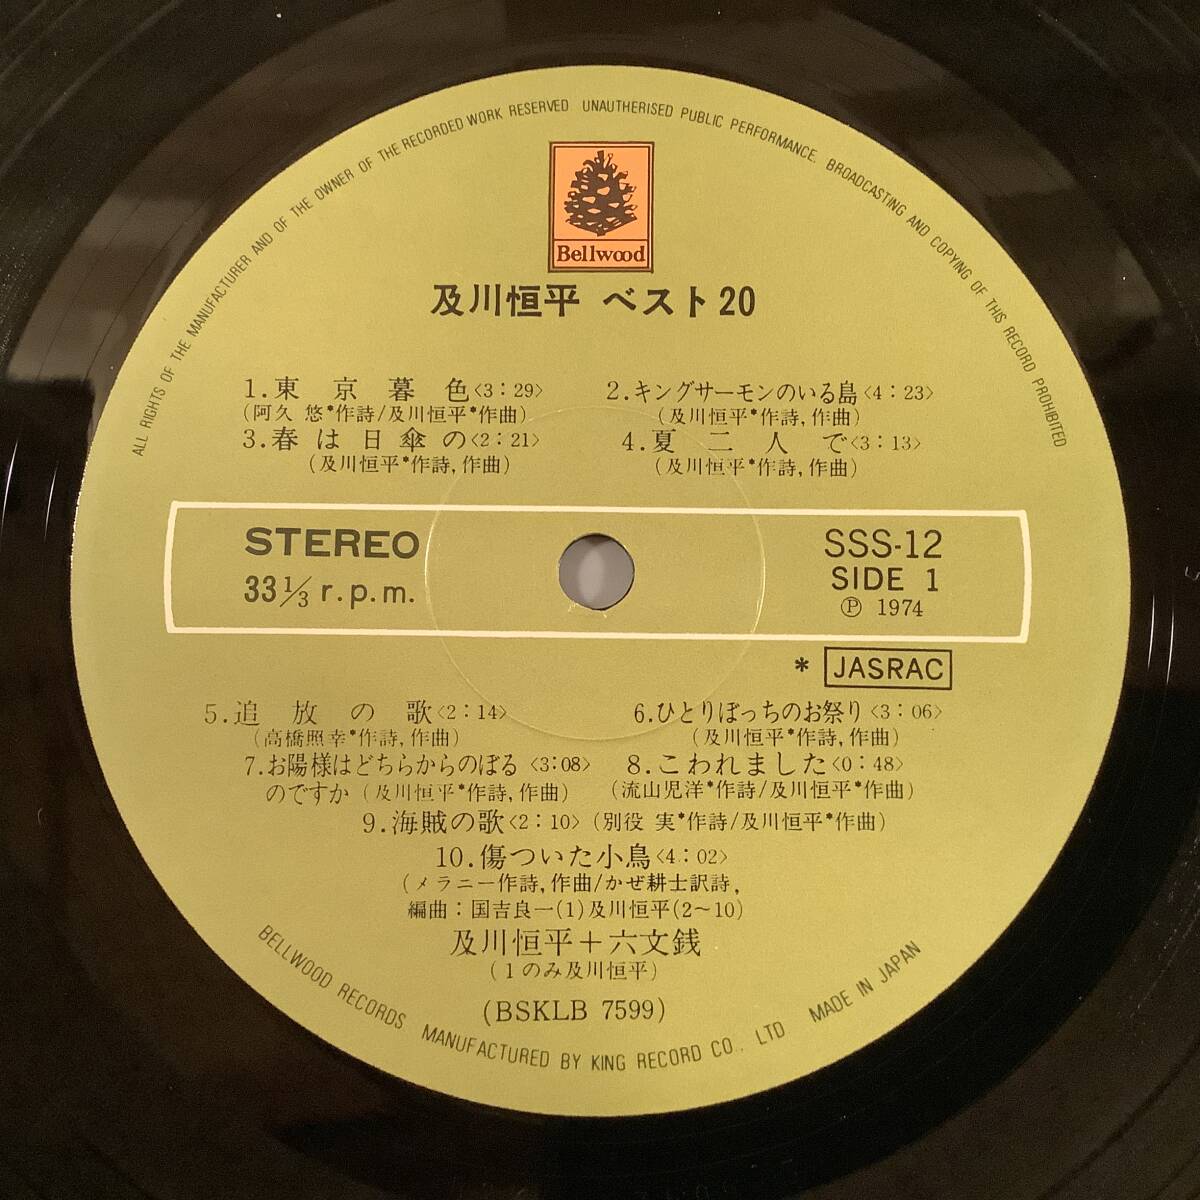 ALL RIGHTS OF THE MANUFACTURER AND OF THE OWNER OF THE RECORDED WORK RESERVED UNAUTHERISED PUBLIC PERFORMANCE, BROADCASTING AND COPYING OF THIS RECORD PROHIBITED
Bellwood
及川恒平 ベスト20
1.東京暮色〈3:29〉
(阿久 悠*作詩/及川恒平*作曲)
2.キングサーモンのいる島〈4:23〉
(及川恒平*作詩,作曲)
3.春は日傘の〈2:21〉
(及川恒平*作詩,作曲)
4.夏二人で〈3:13〉
(及川恒平*作詩,作曲)
STEREO
33 1/3 r.p.m.
SSS-12
SIDE 1
Ⓟ 1974
* JASRAC
5.追放の歌〈2:14〉
(高橋照幸*作詩,作曲)
6.ひとりぼっちのお祭り〈3:06〉
(及川恒平*作詩,作曲)
7.お陽様はどちらからのぼる〈3:08〉
のですか (及川恒平*作詩,作曲)
8.こわれました〈0:48〉
(流山児洋*作詩/及川恒平*作曲)
9.海賊の歌〈2:10〉(別役 実*作詩/及川恒平*作曲)
10.傷ついた小鳥〈4:02〉
(メラニー作詩,作曲/かぜ耕士訳詩,
編曲:国吉良一(1)及川恒平(2~10)
及川恒平+六文銭
(1のみ及川恒平)
(BSKLB 7599)
BELLWOOD RECORDS MANUFACTURED BY KING RECORD CO., LTD MADE IN JAPAN